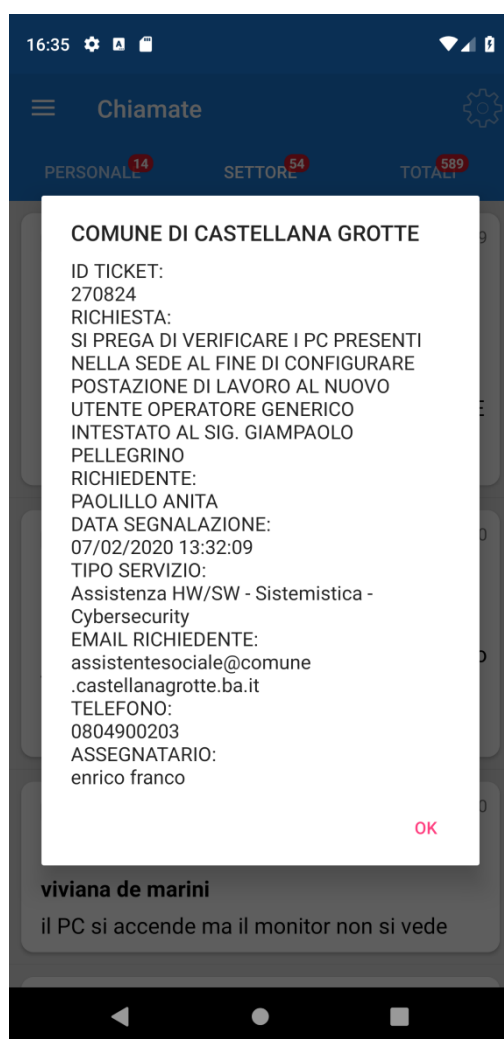 16:35
Chiamate
PERSONALE 14
SETTORE 54
TOTALI 589
9
COMUNE DI CASTELLANA GROTTE
ID TICKET:
270824
RICHIESTA:
SI PREGA DI VERIFICARE I PC PRESENTI
NELLA SEDE AL FINE DI CONFIGURARE
POSTAZIONE DI LAVORO AL NUOVO
UTENTE OPERATORE GENERICO
INTESTATO AL SIG. GIAMPAOLO
PELLEGRINO
RICHIEDENTE:
PAOLILLO ANITA
DATA SEGNALAZIONE:
07/02/2020 13:32:09
TIPO SERVIZIO:
Assistenza HW/SW - Sistemistica -
Cybersecurity
EMAIL RICHIEDENTE:
assistentesociale@comune
.castellanagrotte.ba.it
TELEFONO:
0804900203
ASSEGNATARIO:
enrico franco
OK
viviana de marini
il PC si accende ma il monitor non si vede